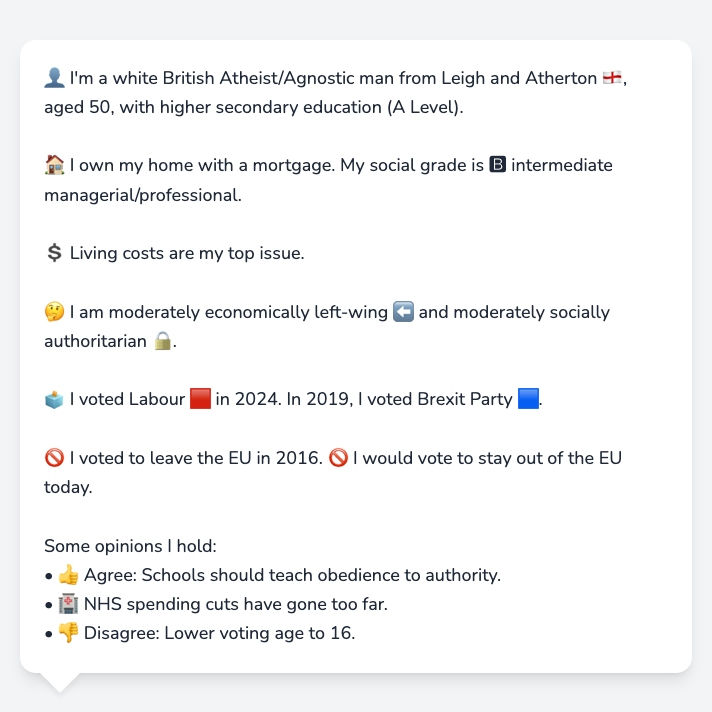 👤 I'm a white British Atheist/Agnostic man from Leigh and Atherton 🏴󠁧󠁢󠁥󠁮󠁧󠁿,
aged 50, with higher secondary education (A Level).
🏠 I own my home with a mortgage. My social grade is 🅱 intermediate
managerial/professional.
💲 Living costs are my top issue.
🤔 I am moderately economically left-wing ⬅️ and moderately socially
authoritarian 🔒.
🗳️ I voted Labour 🟥 in 2024. In 2019, I voted Brexit Party 🟦.
🚫 I voted to leave the EU in 2016. 🚫 I would vote to stay out of the EU
today.
Some opinions I hold:
• 👍 Agree: Schools should teach obedience to authority.
• 🏥 NHS spending cuts have gone too far.
• 👎 Disagree: Lower voting age to 16.